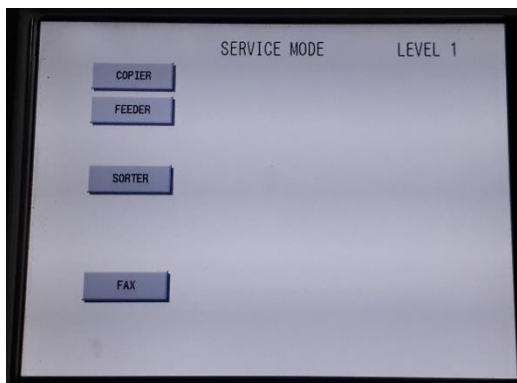 SERVICE MODE LEVEL 1
COPIER
FEEDER
SORTER
FAX